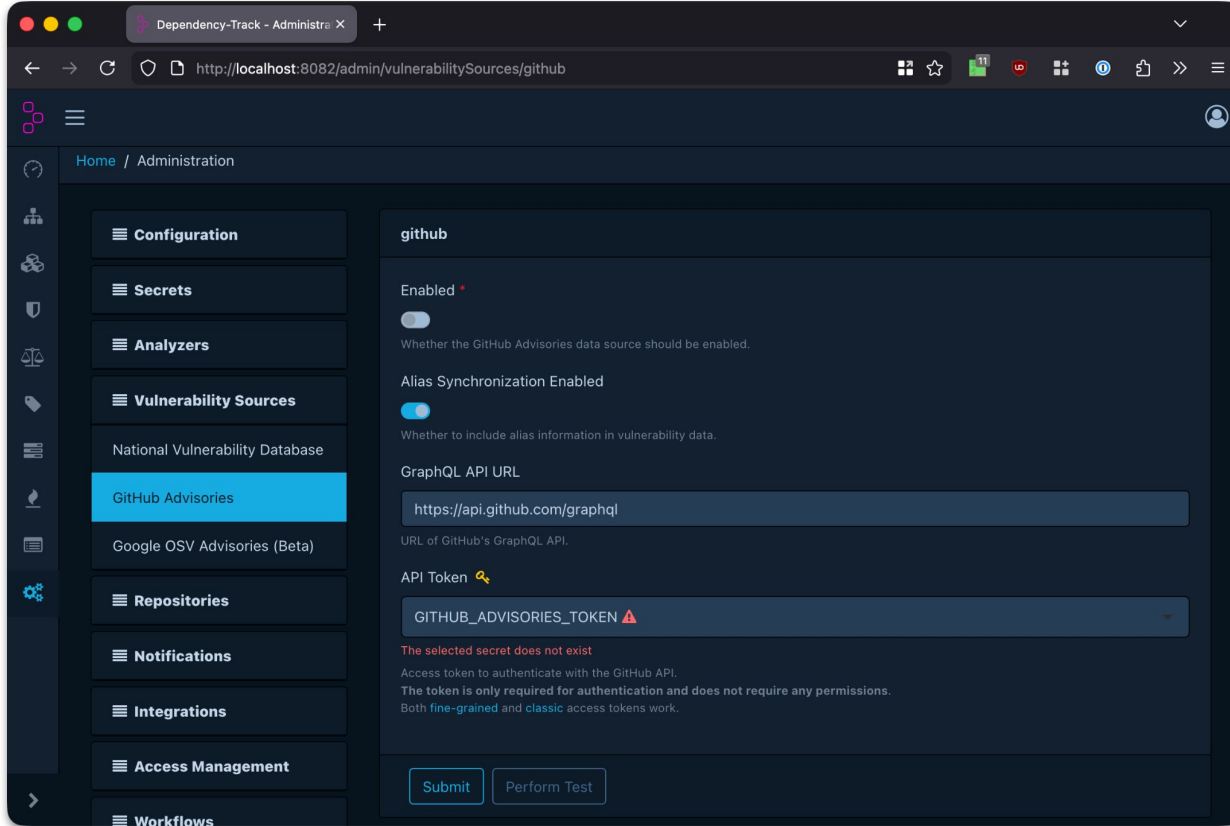 Dependency-Track - Administra
http://localhost:8082/admin/vulnerabilitySources/github
11
Home / Administration
Configuration
Secrets
Analyzers
Vulnerability Sources
National Vulnerability Database
GitHub Advisories
Google OSV Advisories (Beta)
Repositories
Notifications
Integrations
Access Management
Workflows
github
Enabled *
Whether the GitHub Advisories data source should be enabled.
Alias Synchronization Enabled
Whether to include alias information in vulnerability data.
GraphQL API URL
https://api.github.com/graphql
URL of GitHub's GraphQL API.
API Token
GITHUB_ADVISORIES_TOKEN
The selected secret does not exist
Access token to authenticate with the GitHub API.
The token is only required for authentication and does not require any permissions.
Both fine-grained and classic access tokens work.
Submit
Perform Test